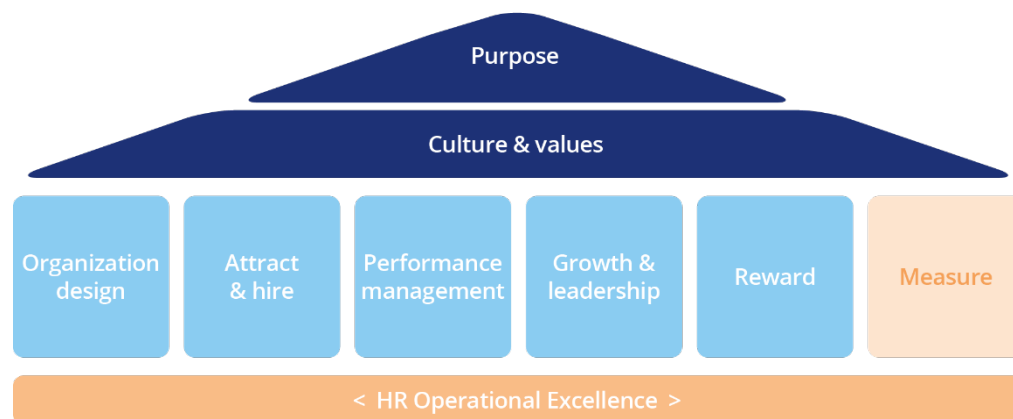 Purpose
Culture & values
Organization
design
Attract
& hire
Performance
management
Growth &
leadership
Reward
Measure
< HR Operational Excellence >